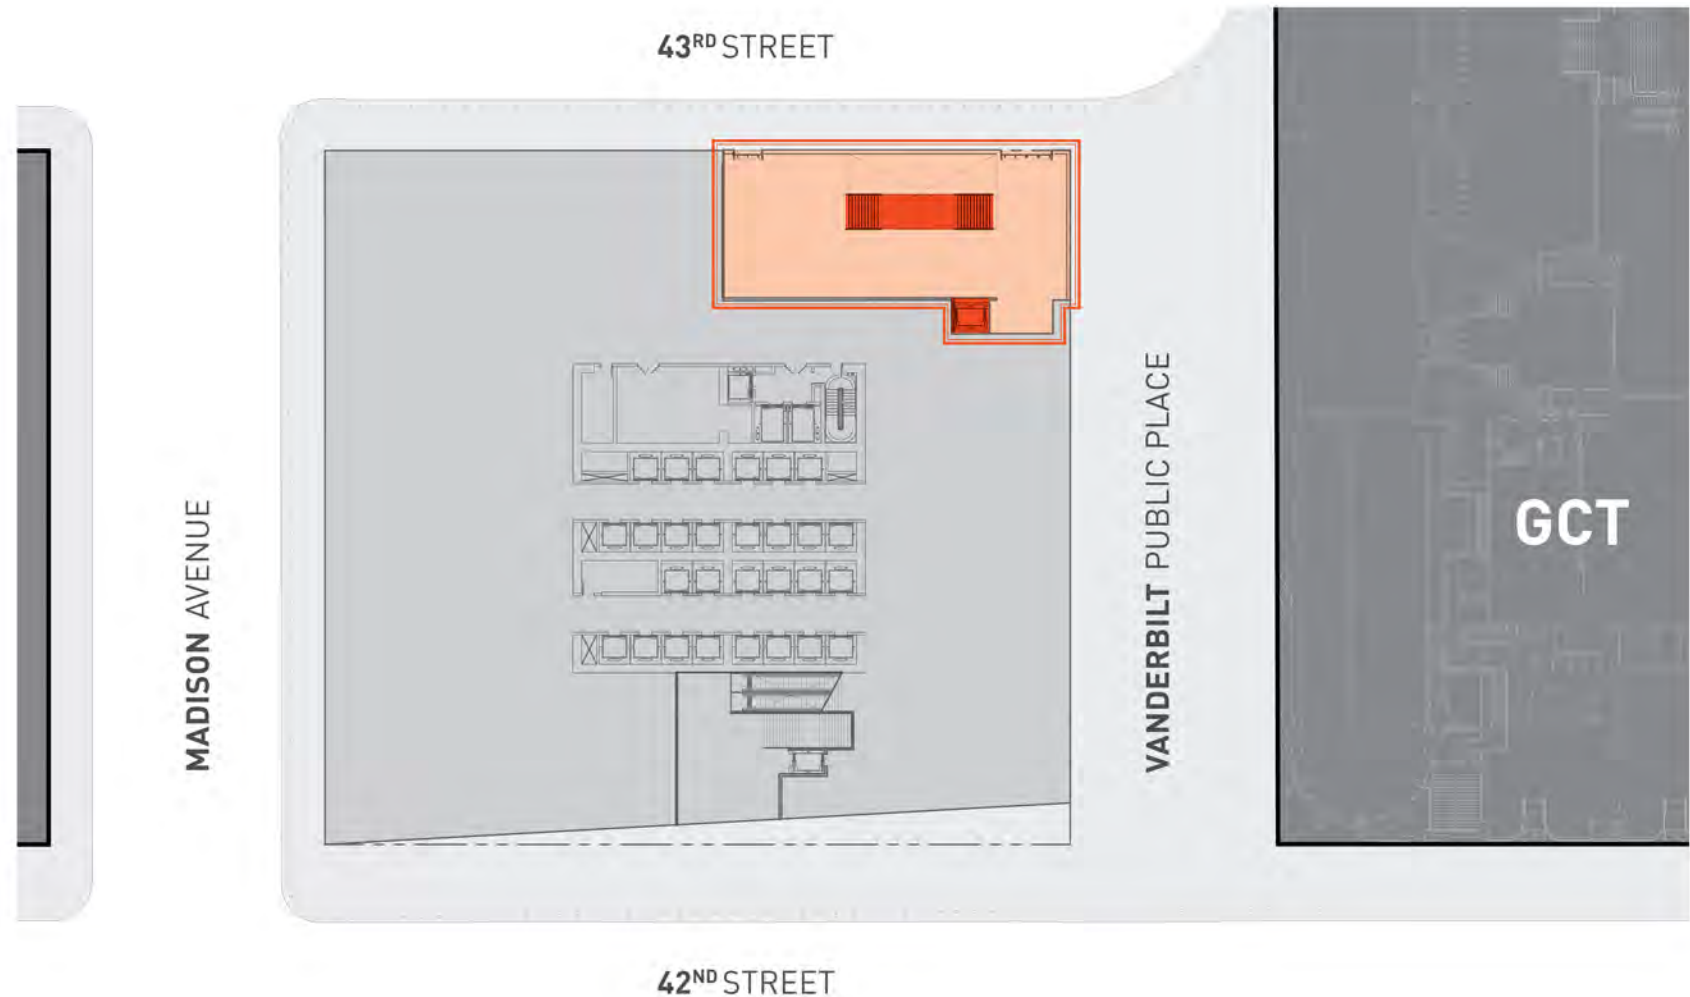 43RD STREET
MADISON AVENUE
VANDERBILT PUBLIC PLACE
GCT
42ND STREET